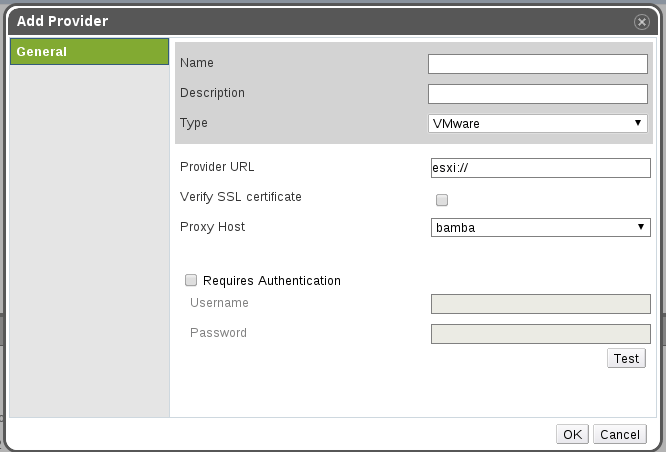 Add Provider
General
Name
Description
Type VMware
Provider URL esxi://
Verify SSL certificate
Proxy Host bamba
Requires Authentication
Username
Password
Test
OK Cancel